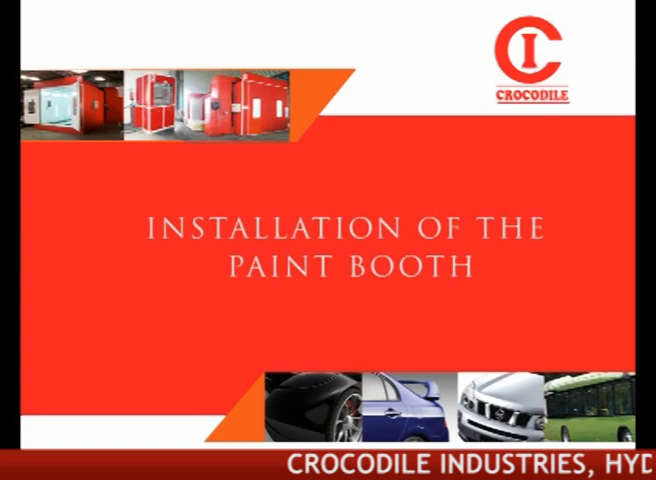 CROCODILE
INSTALLATION OF THE
PAINT BOOTH
CROCODILE INDUSTRIES, HYD